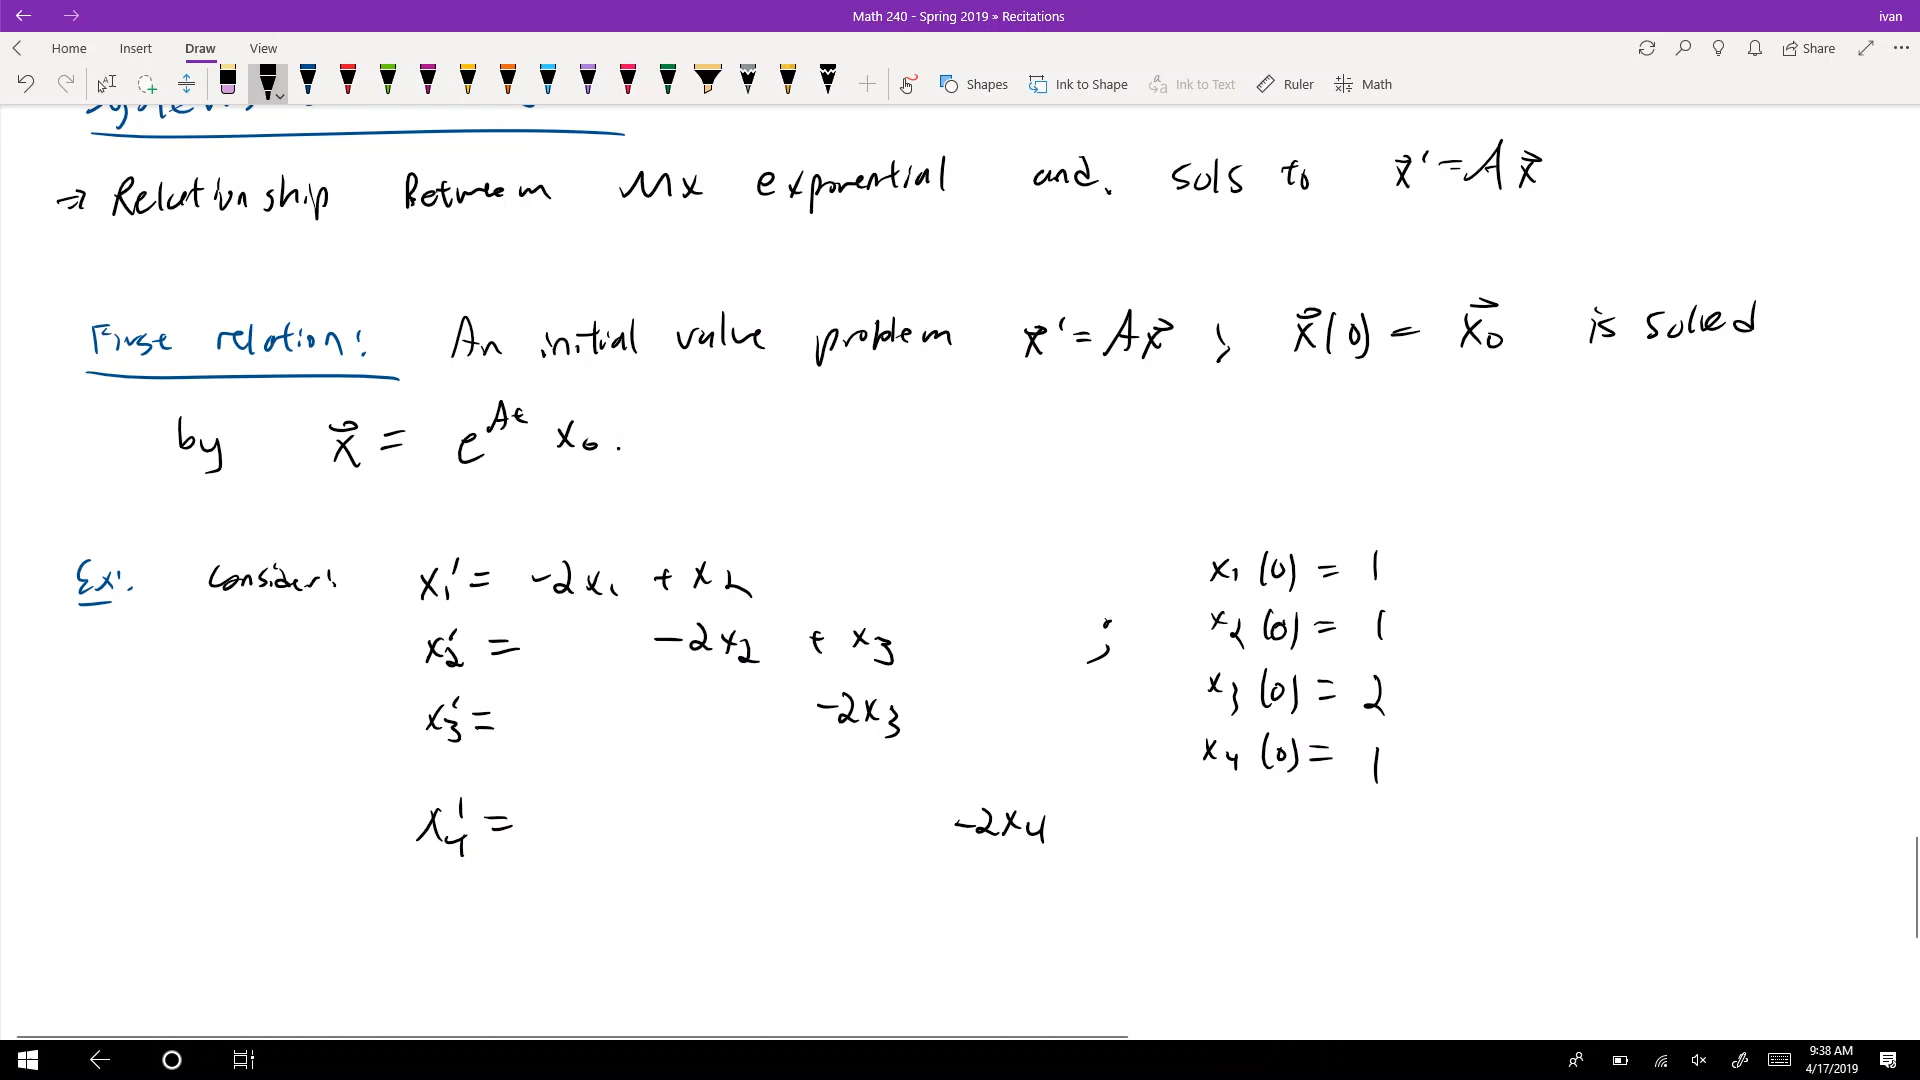 Math 240 - Spring 2019 » Recitations
ivan
Home Insert Draw View
Share
Shapes Ink to Shape Ink to Text Ruler Math
→ Relationship Between Mx exponential and. sols to x⃗' = A x⃗
First relation: An initial value problem x⃗' = A x⃗ ; x⃗(0) = x⃗₀ is solved
by x⃗ = e^{At} x₀.
Ex: Consider: x₁' = -2x₁ + x₂
x₂' = -2x₂ + x₃
x₃' = -2x₃
x₄' = -2x₄
;
x₁(0) = 1
x₂(0) = 1
x₃(0) = 2
x₄(0) = 1
9:38 AM
4/17/2019